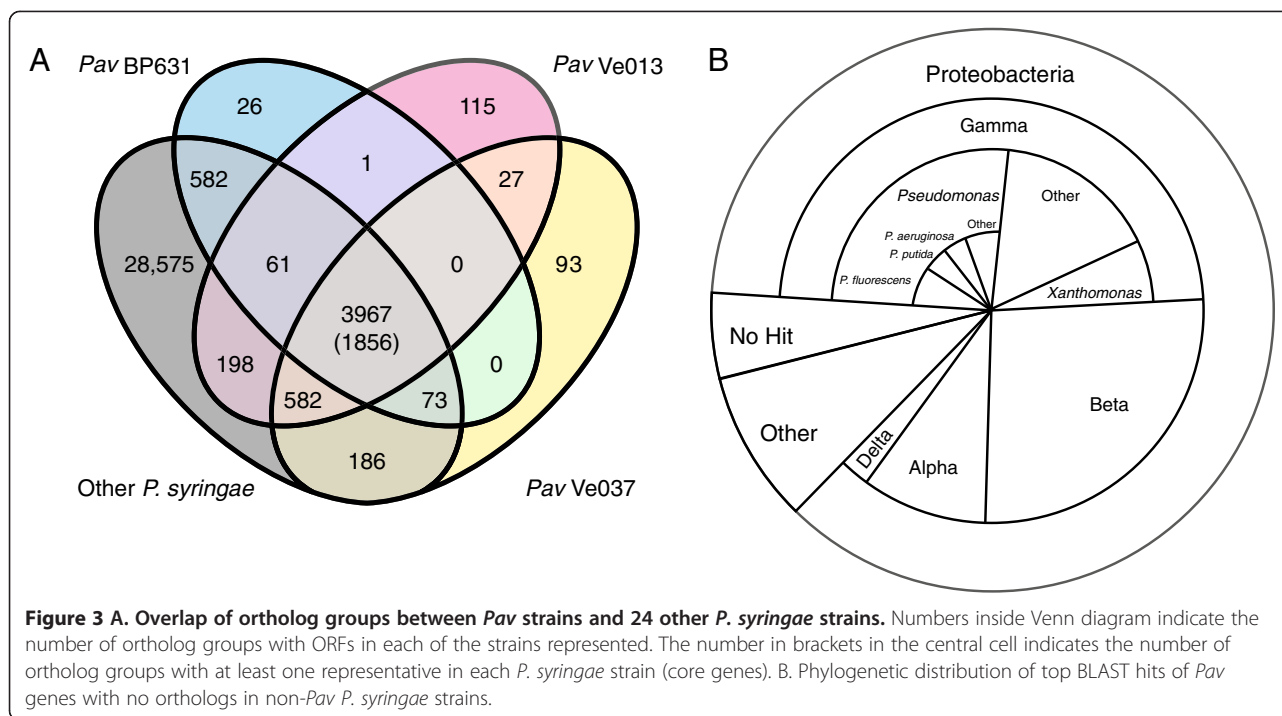 A
Pav BP631
Pav Ve013
26
115
1
582
27
28,575
61
0
93
3967
(1856)
198
0
582
73
186
Other P. syringae
Pav Ve037
B
Proteobacteria
Gamma
Pseudomonas
Other
Other
P. aeruginosa
P. putida
P. fluorescens
Xanthomonas
No Hit
Beta
Other
Delta
Alpha
Figure 3 A. Overlap of ortholog groups between Pav strains and 24 other P. syringae strains. Numbers inside Venn diagram indicate the
number of ortholog groups with ORFs in each of the strains represented. The number in brackets in the central cell indicates the number of
ortholog groups with at least one representative in each P. syringae strain (core genes). B. Phylogenetic distribution of top BLAST hits of Pav
genes with no orthologs in non-Pav P. syringae strains.